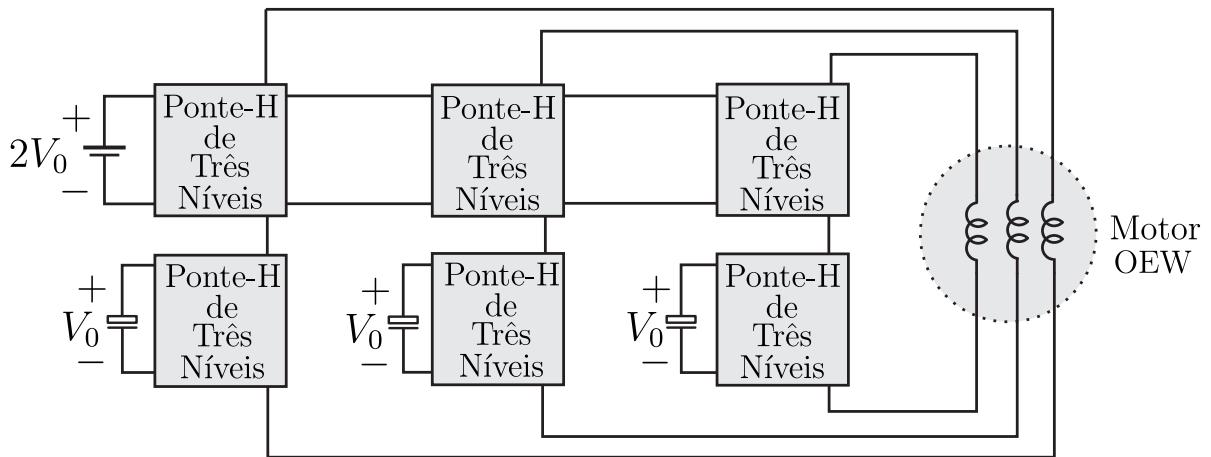 Ponte-H
de
Três
Níveis
Ponte-H
de
Três
Níveis
Ponte-H
de
Três
Níveis
+
2V₀
−
Motor
OEW
Ponte-H
de
Três
Níveis
Ponte-H
de
Três
Níveis
Ponte-H
de
Três
Níveis
+
V₀
−
+
V₀
−
+
V₀
−